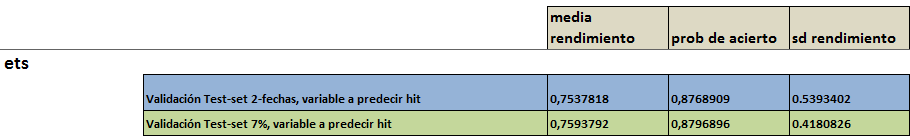 media rendimiento prob de acierto sd rendimiento
ets
Validación Test-set 2-fechas, variable a predecir hit 0,7537818 0,8768909 0.5393402
Validación Test-set 7%, variable a predecir hit 0,7593792 0,8796896 0.4180826